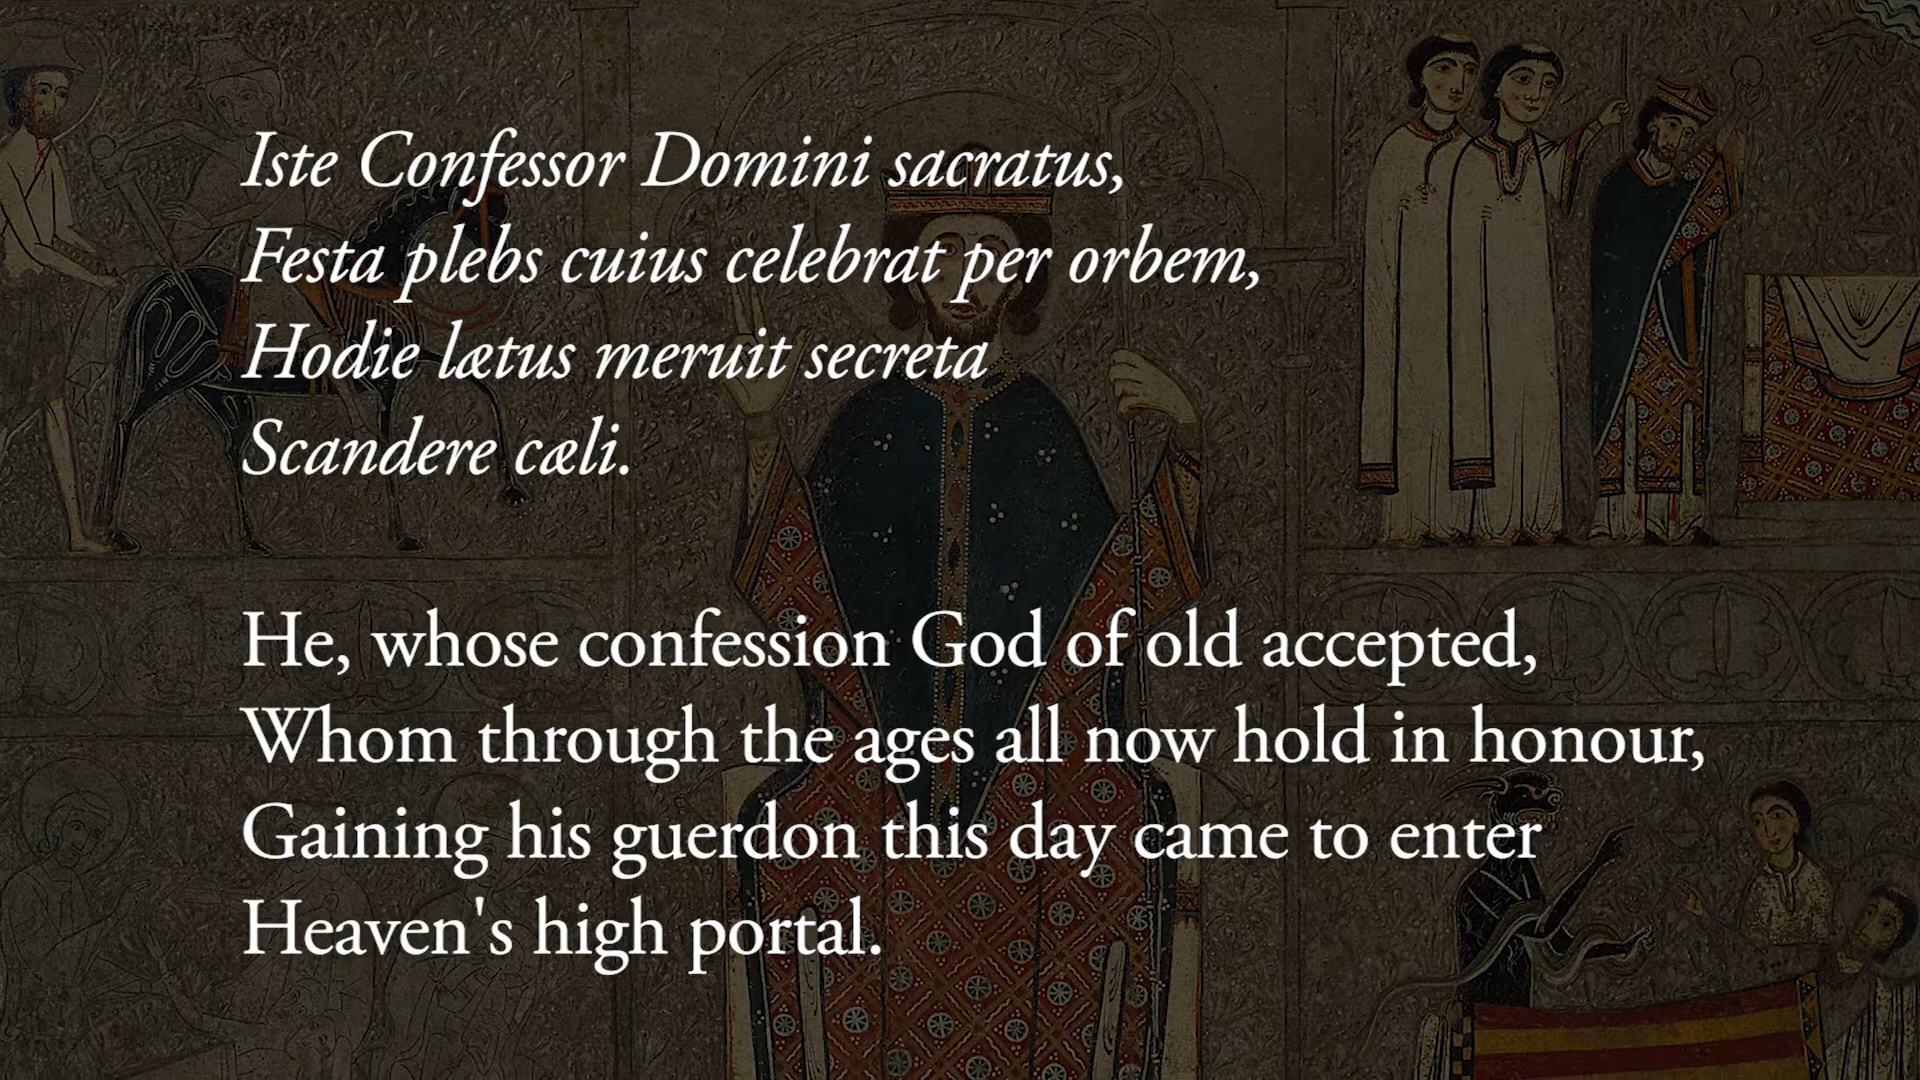 Iste Confessor Domini sacratus,
Festa plebs cuius celebrat per orbem,
Hodie lætus meruit secreta
Scandere cæli.
He, whose confession God of old accepted,
Whom through the ages all now hold in honour,
Gaining his guerdon this day came to enter
Heaven's high portal.